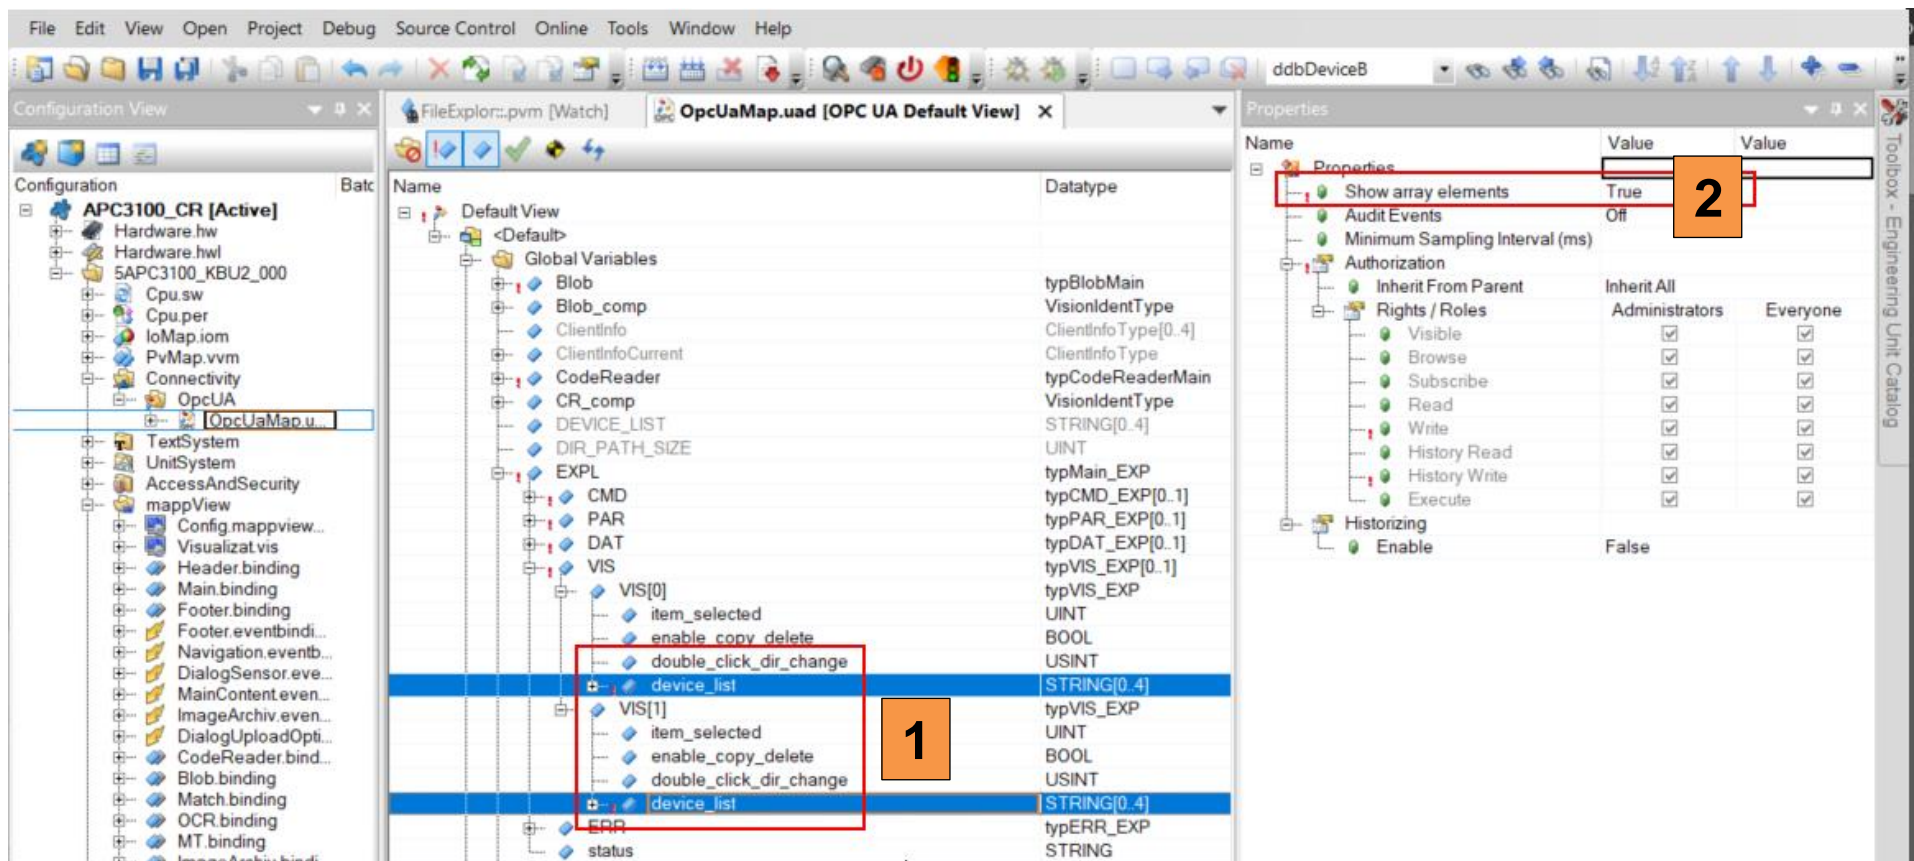 File Edit View Open Project Debug Source Control Online Tools Window Help
ddbDeviceB
Configuration View
FileExplor::.pvm [Watch]
OpcUaMap.uad [OPC UA Default View]
Properties
Configuration
APC3100_CR [Active]
Hardware.hw
Hardware.hwl
5APC3100_KBU2_000
Cpu.sw
Cpu.per
IoMap.iom
PvMap.vvm
Connectivity
OpcUA
OpcUaMap.u...
TextSystem
UnitSystem
AccessAndSecurity
mappView
Config.mappview...
Visualizat.vis
Header.binding
Main.binding
Footer.binding
Footer.eventbindi...
Navigation.eventb...
DialogSensor.eve...
MainContent.even...
ImageArchiv.even...
DialogUploadOpti...
CodeReader.bind...
Blob.binding
Match.binding
OCR.binding
MT.binding
Name Datatype
Default View
<Default>
Global Variables
Blob typBlobMain
Blob_comp VisionIdentType
ClientInfo ClientInfoType[0..4]
ClientInfoCurrent ClientInfoType
CodeReader typCodeReaderMain
CR_comp VisionIdentType
DEVICE_LIST STRING[0..4]
DIR_PATH_SIZE UINT
EXPL typMain_EXP
CMD typCMD_EXP[0..1]
PAR typPAR_EXP[0..1]
DAT typDAT_EXP[0..1]
VIS typVIS_EXP[0..1]
VIS[0] typVIS_EXP
item_selected UINT
enable_copy_delete BOOL
double_click_dir_change USINT
device_list STRING[0..4]
VIS[1] typVIS_EXP
item_selected UINT
enable_copy_delete BOOL
double_click_dir_change USINT
device_list STRING[0..4]
ERR typERR_EXP
status STRING
1
Name Value Value
Properties
Show array elements True
2
Audit Events Off
Minimum Sampling Interval (ms)
Authorization
Inherit From Parent Inherit All
Rights / Roles Administrators Everyone
Visible
Browse
Subscribe
Read
Write
History Read
History Write
Execute
Historizing
Enable False
Toolbox - Engineering Unit Catalog